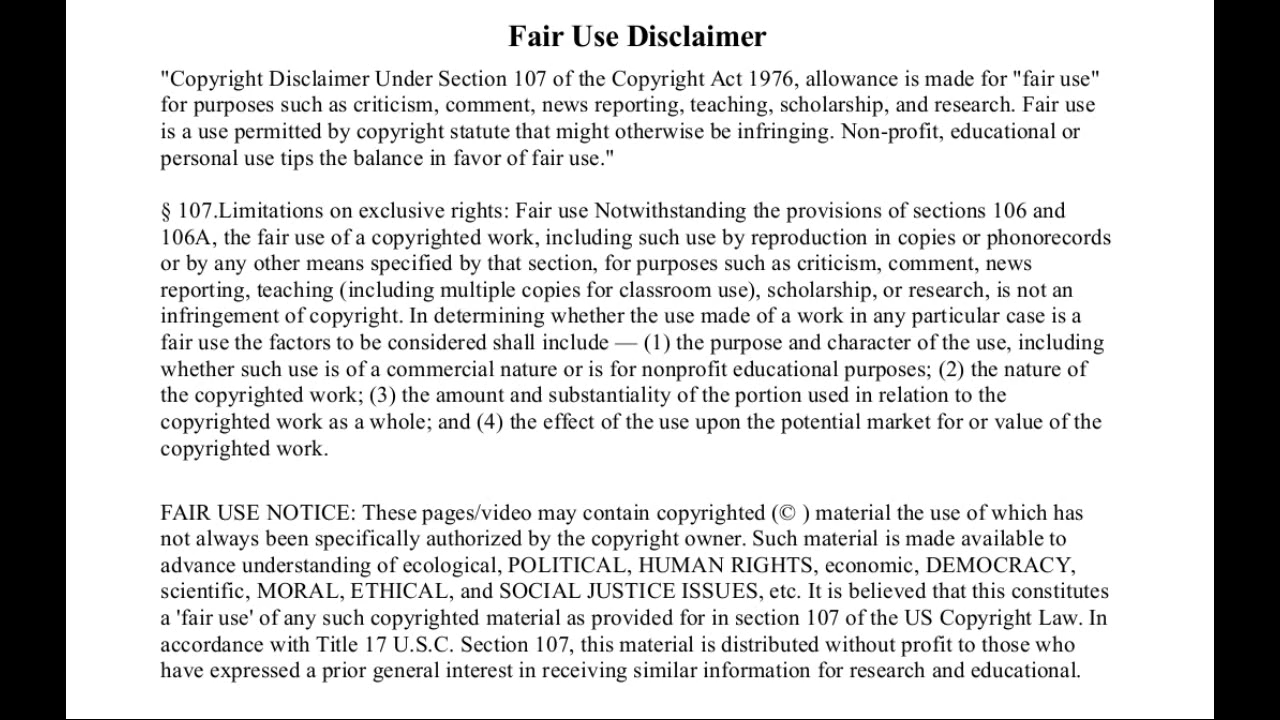 Fair Use Disclaimer
"Copyright Disclaimer Under Section 107 of the Copyright Act 1976, allowance is made for "fair use"
for purposes such as criticism, comment, news reporting, teaching, scholarship, and research. Fair use
is a use permitted by copyright statute that might otherwise be infringing. Non-profit, educational or
personal use tips the balance in favor of fair use."
§ 107.Limitations on exclusive rights: Fair use Notwithstanding the provisions of sections 106 and
106A, the fair use of a copyrighted work, including such use by reproduction in copies or phonorecords
or by any other means specified by that section, for purposes such as criticism, comment, news
reporting, teaching (including multiple copies for classroom use), scholarship, or research, is not an
infringement of copyright. In determining whether the use made of a work in any particular case is a
fair use the factors to be considered shall include — (1) the purpose and character of the use, including
whether such use is of a commercial nature or is for nonprofit educational purposes; (2) the nature of
the copyrighted work; (3) the amount and substantiality of the portion used in relation to the
copyrighted work as a whole; and (4) the effect of the use upon the potential market for or value of the
copyrighted work.
FAIR USE NOTICE: These pages/video may contain copyrighted (© ) material the use of which has
not always been specifically authorized by the copyright owner. Such material is made available to
advance understanding of ecological, POLITICAL, HUMAN RIGHTS, economic, DEMOCRACY,
scientific, MORAL, ETHICAL, and SOCIAL JUSTICE ISSUES, etc. It is believed that this constitutes
a 'fair use' of any such copyrighted material as provided for in section 107 of the US Copyright Law. In
accordance with Title 17 U.S.C. Section 107, this material is distributed without profit to those who
have expressed a prior general interest in receiving similar information for research and educational.